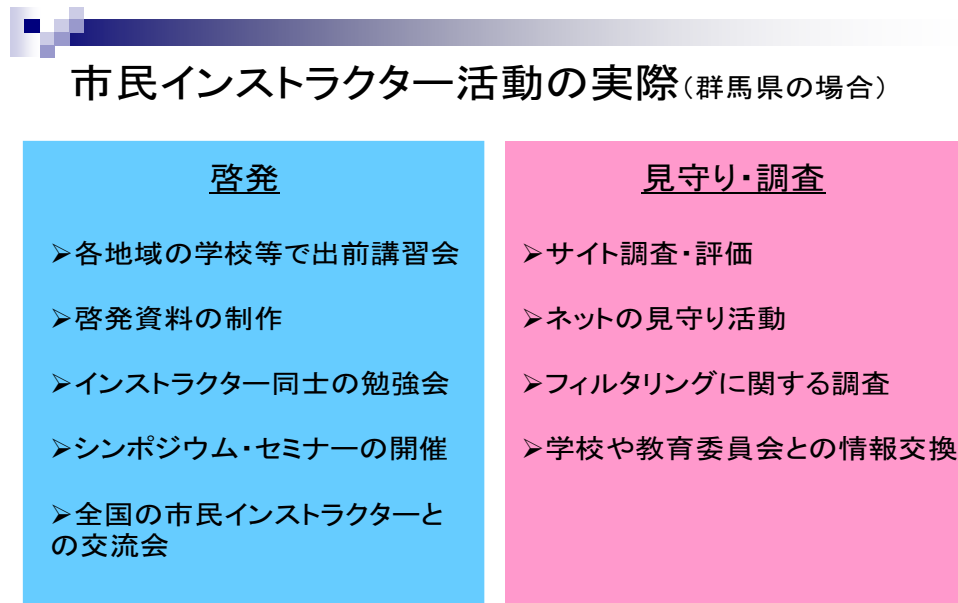 市民インストラクター活動の実際(群馬県の場合)
啓発
➢各地域の学校等で出前講習会
➢啓発資料の制作
➢インストラクター同士の勉強会
➢シンポジウム・セミナーの開催
➢全国の市民インストラクターと
の交流会
見守り・調査
➢サイト調査・評価
➢ネットの見守り活動
➢フィルタリングに関する調査
➢学校や教育委員会との情報交換